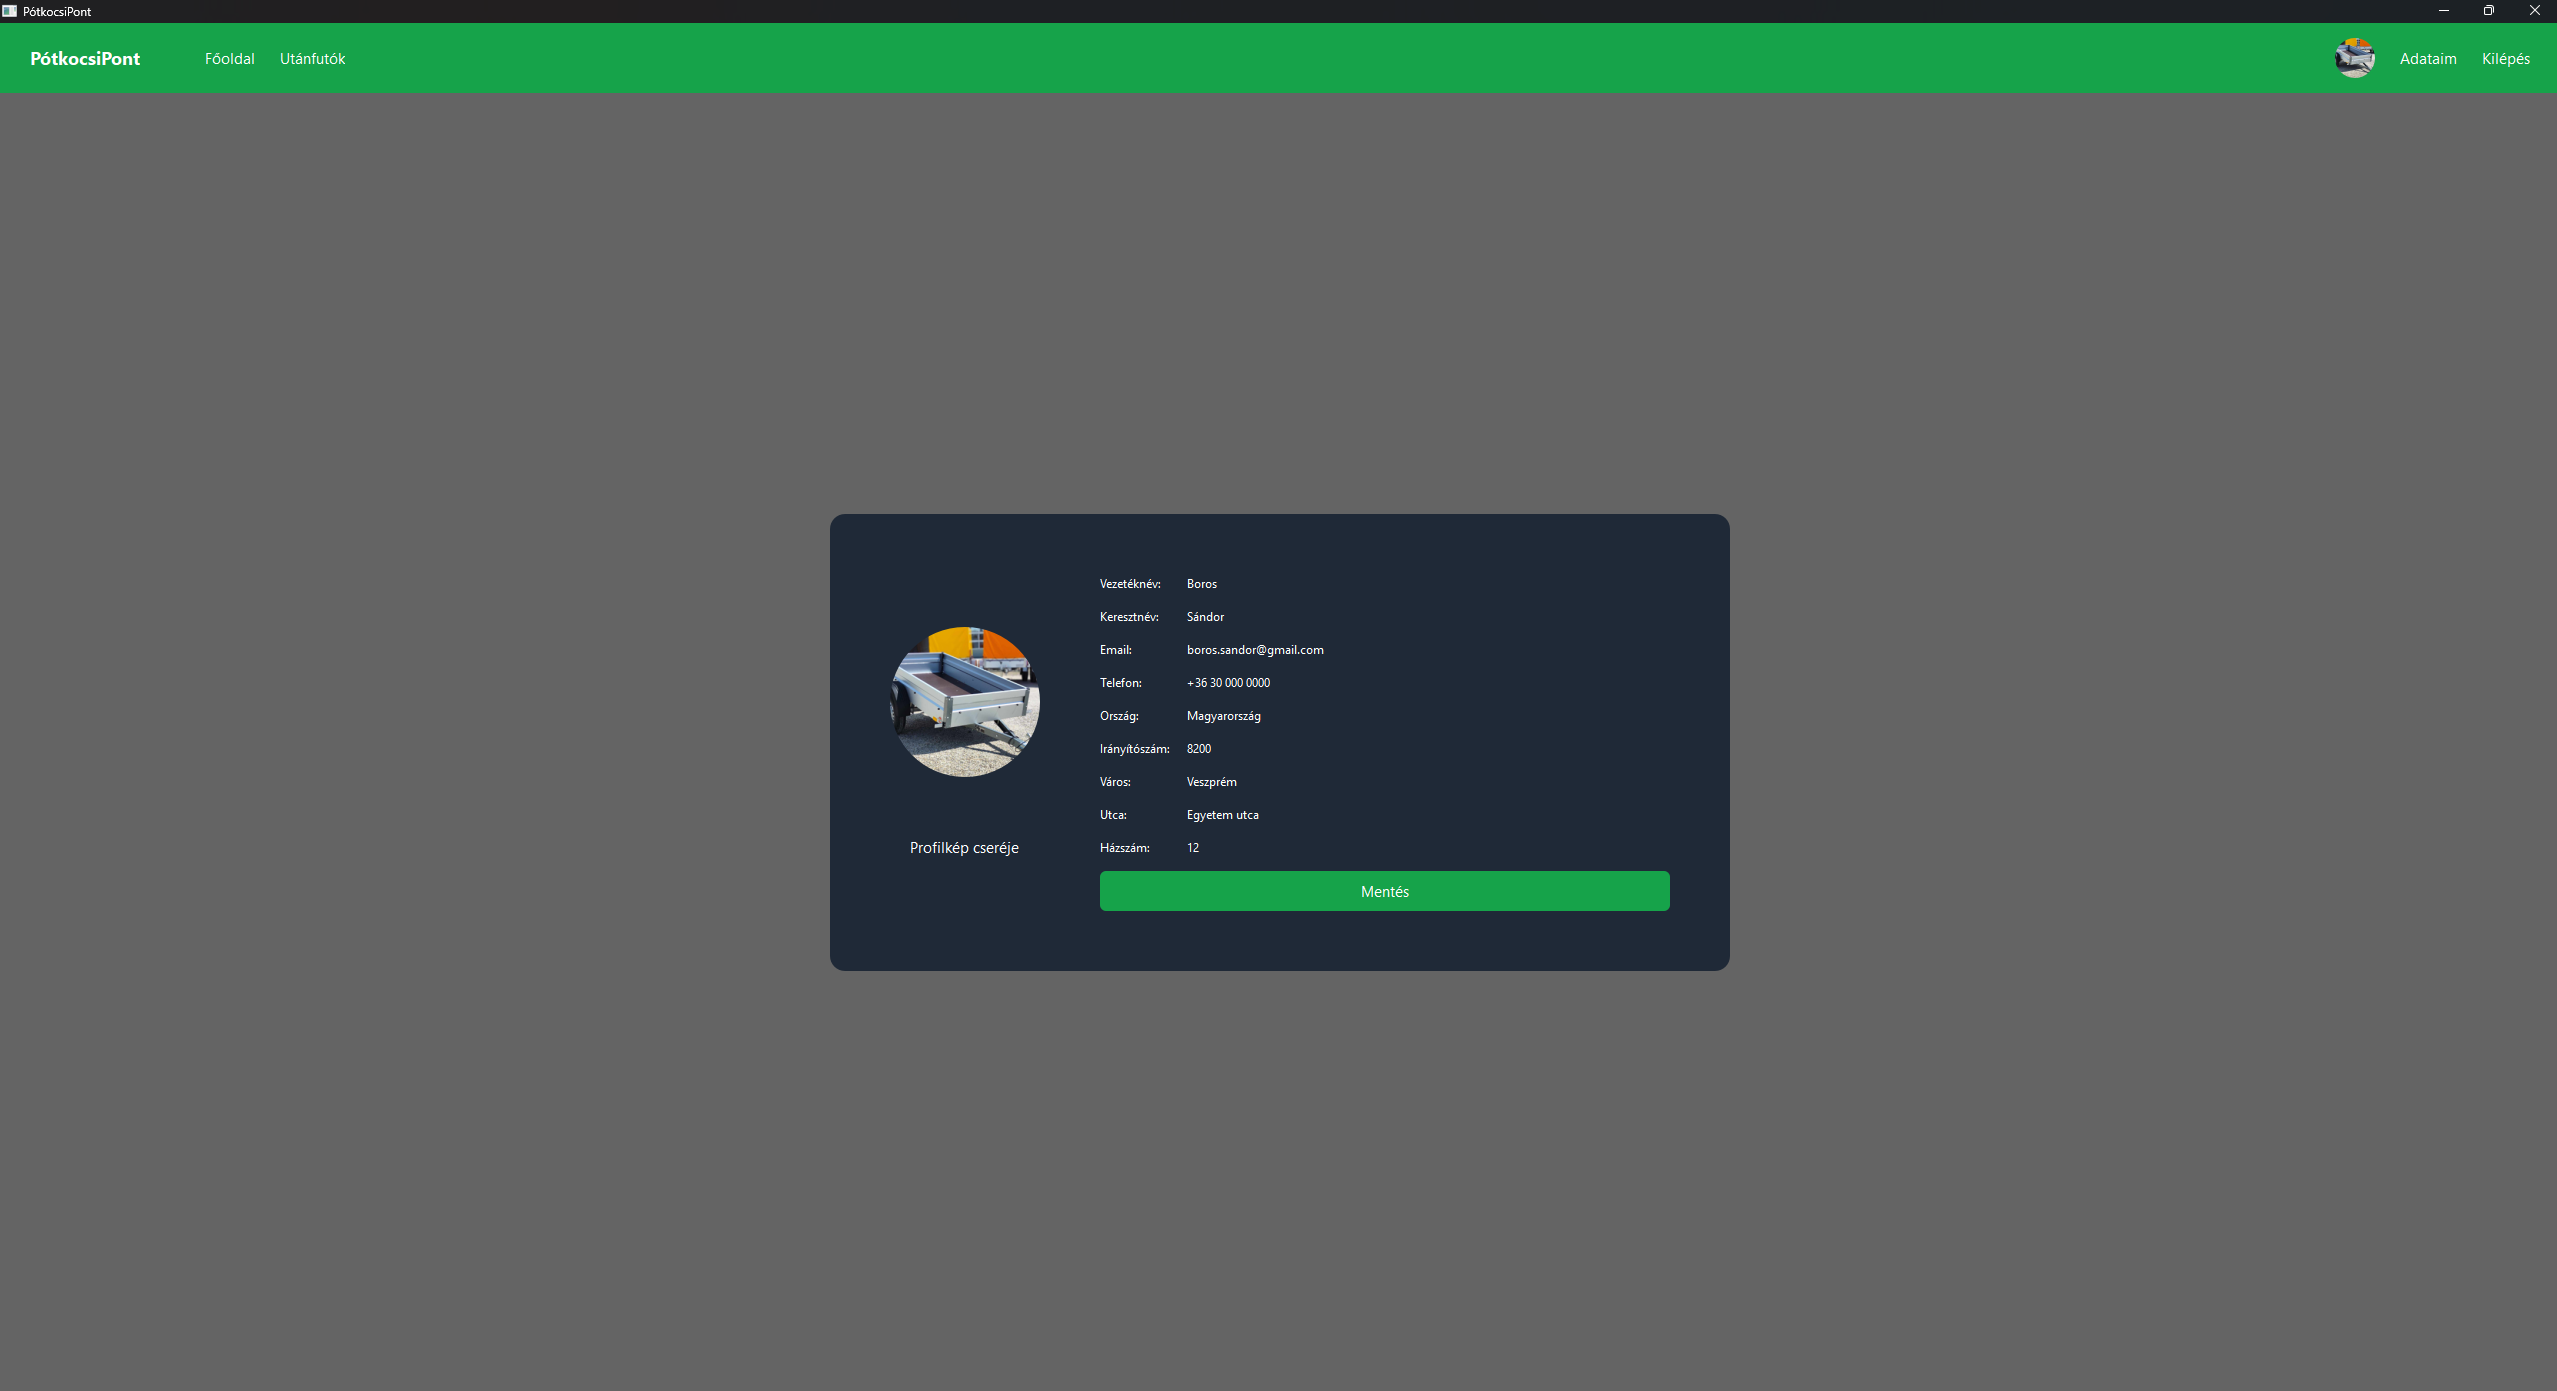 PótkocsiPont
PótkocsiPont Főoldal Utánfutók Adataim Kilépés
Vezetéknév: Boros
Keresztnév: Sándor
Email: boros.sandor@gmail.com
Telefon: +36 30 000 0000
Ország: Magyarország
Irányítószám: 8200
Város: Veszprém
Utca: Egyetem utca
Házszám: 12
Profilkép cseréje
Mentés